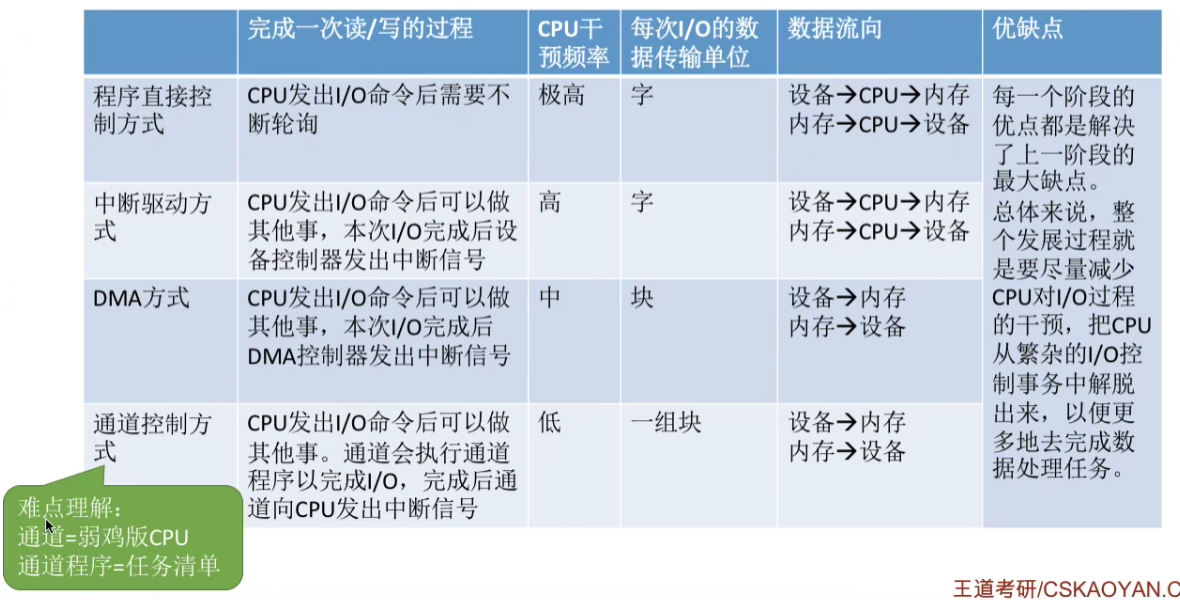 完成一次读/写的过程
CPU干
预频率
每次I/O的数
据传输单位
数据流向
优缺点
程序直接控
制方式
CPU发出I/O命令后需要不
断轮询
极高
字
设备→CPU→内存
内存→CPU→设备
中断驱动方
式
CPU发出I/O命令后可以做
其他事，本次I/O完成后设
备控制器发出中断信号
高
字
设备→CPU→内存
内存→CPU→设备
DMA方式
CPU发出I/O命令后可以做
其他事，本次I/O完成后
DMA控制器发出中断信号
中
块
设备→内存
内存→设备
通道控制方
式
CPU发出I/O命令后可以做
其他事。通道会执行通道
程序以完成I/O，完成后通
道向CPU发出中断信号
低
一组块
设备→内存
内存→设备
每一个阶段的
优点都是解决
了上一阶段的
最大缺点。
总体来说，整
个发展过程就
是要尽量减少
CPU对I/O过程
的干预，把CPU
从繁杂的I/O控
制事务中解脱
出来，以便更
多地去完成数
据处理任务。
难点理解：
通道=弱鸡版CPU
通道程序=任务清单
王道考研/CSKAOYAN.C